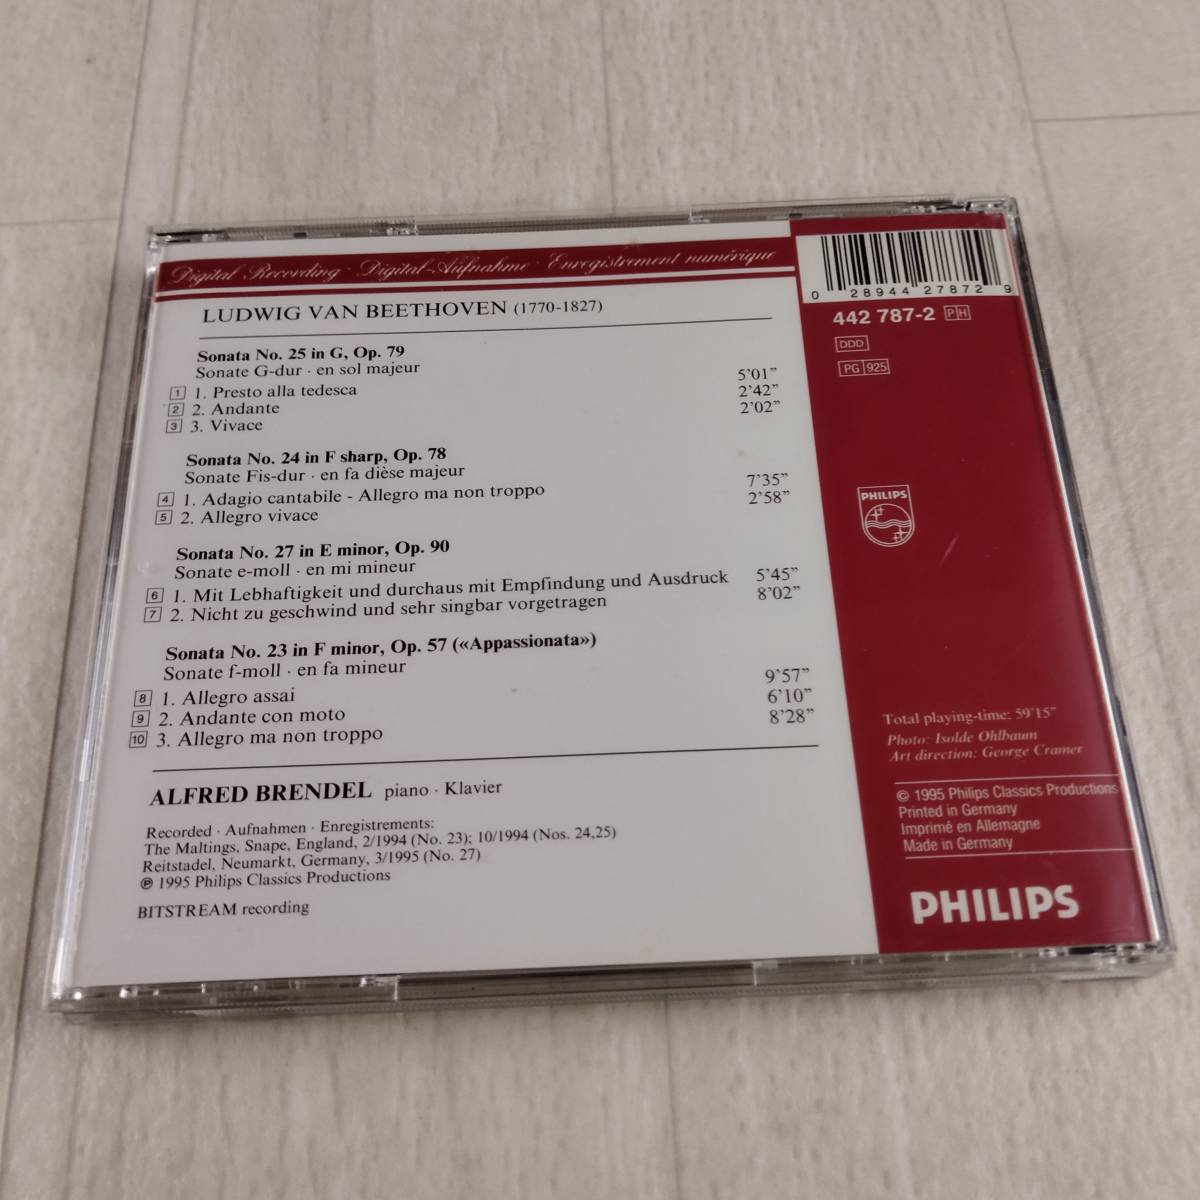 Digital Recording · Digital-Aufnahme · Enregistrement numérique
LUDWIG VAN BEETHOVEN (1770-1827)
Sonata No. 25 in G, Op. 79
Sonate G-dur · en sol majeur
1 1. Presto alla tedesca 5'01"
2 2. Andante 2'42"
3 3. Vivace 2'02"
Sonata No. 24 in F sharp, Op. 78
Sonate Fis-dur · en fa dièse majeur
4 1. Adagio cantabile - Allegro ma non troppo 7'35"
5 2. Allegro vivace 2'58"
Sonata No. 27 in E minor, Op. 90
Sonate e-moll · en mi mineur
6 1. Mit Lebhaftigkeit und durchaus mit Empfindung und Ausdruck 5'45"
7 2. Nicht zu geschwind und sehr singbar vorgetragen 8'02"
Sonata No. 23 in F minor, Op. 57 («Appassionata»)
Sonate f-moll · en fa mineur
8 1. Allegro assai 9'57"
9 2. Andante con moto 6'10"
10 3. Allegro ma non troppo 8'28"
ALFRED BRENDEL piano · Klavier
Recorded · Aufnahmen · Enregistrements:
The Maltings, Snape, England, 2/1994 (No. 23); 10/1994 (Nos. 24,25)
Reitstadel, Neumarkt, Germany, 3/1995 (No. 27)
℗ 1995 Philips Classics Productions
BITSTREAM recording
0 28944 27872 9
442 787-2 PH
DDD
PG 925
PHILIPS
Total playing-time: 59'15"
Photo: Isolde Ohlbaum
Art direction: George Cramer
© 1995 Philips Classics Productions
Printed in Germany
Imprimé en Allemagne
Made in Germany
PHILIPS